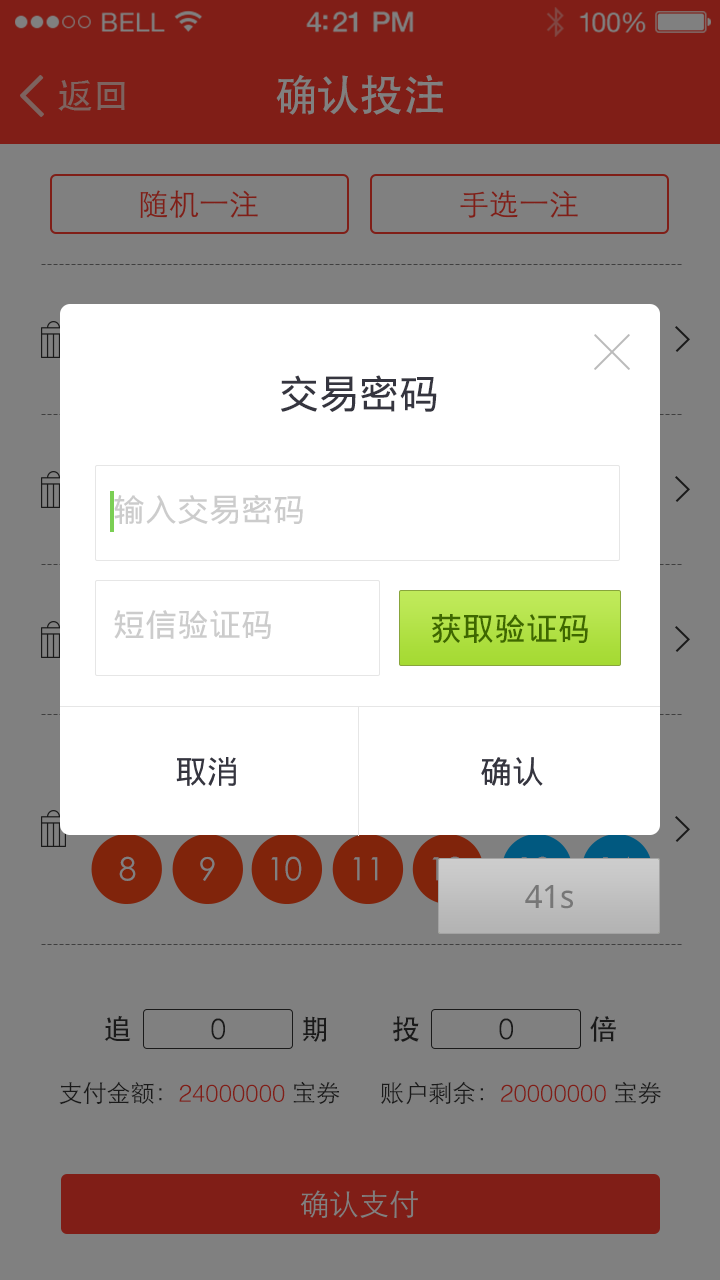 BELL 4:21 PM 100%
返回 确认投注
随机一注 手选一注
交易密码
输入交易密码
短信验证码 获取验证码
取消 确认
8 9 10 11
41s
追 0 期 投 0 倍
支付金额：24000000 宝券 账户剩余：20000000 宝券
确认支付